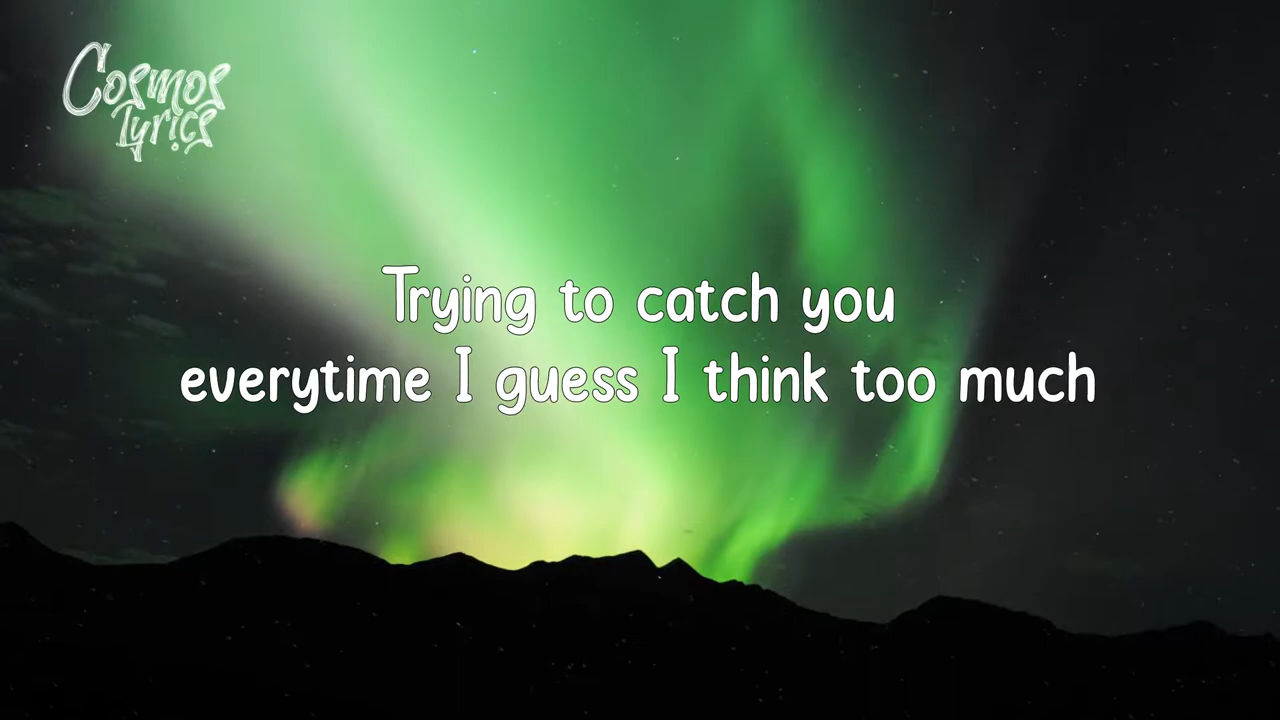 Cosmos
Lyrics
Trying to catch you
everytime I guess I think too much